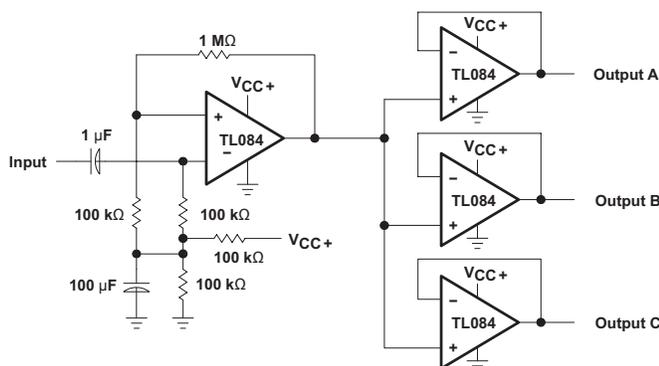 1 MΩ
VCC+
+
TL084
−
1 µF
Input
100 kΩ
100 kΩ
100 kΩ
VCC+
100 µF
100 kΩ
VCC+
−
TL084
+
Output A
VCC+
−
TL084
+
Output B
VCC+
−
TL084
+
Output C